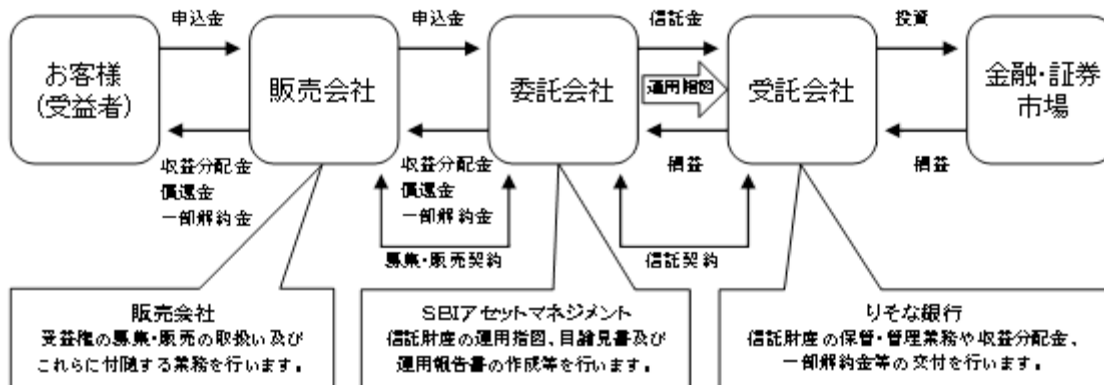 申込金
申込金
信託金
投資
お客様
(受益者)
販売会社
委託会社
運用指図
受託会社
金融・証券
市場
収益分配金
償還金
一部解約金
収益分配金
償還金
一部解約金
損益
損益
募集・販売契約
信託契約
販売会社
受益権の募集・販売の取扱い及び
これらに付随する業務を行います。
SBIアセットマネジメント
信託財産の運用指図、目論見書及び
運用報告書の作成等を行います。
りそな銀行
信託財産の保管・管理業務や収益分配金、
一部解約金等の交付を行います。